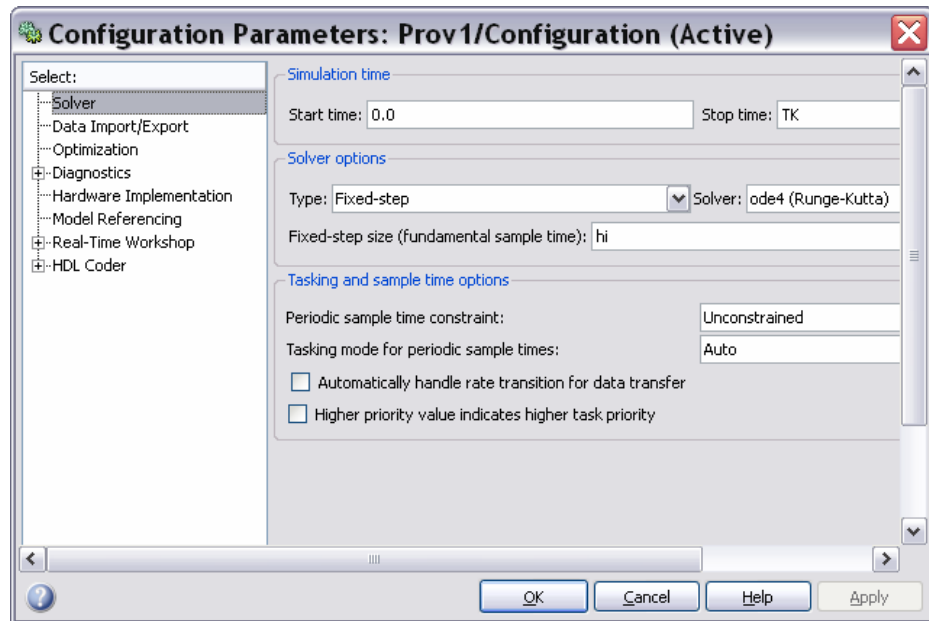 Configuration Parameters: Prov1/Configuration (Active)
Select:
Solver
Data Import/Export
Optimization
Diagnostics
Hardware Implementation
Model Referencing
Real-Time Workshop
HDL Coder
Simulation time
Start time: 0.0 Stop time: TK
Solver options
Type: Fixed-step Solver: ode4 (Runge-Kutta)
Fixed-step size (fundamental sample time): hi
Tasking and sample time options
Periodic sample time constraint: Unconstrained
Tasking mode for periodic sample times: Auto
Automatically handle rate transition for data transfer
Higher priority value indicates higher task priority
OK Cancel Help Apply